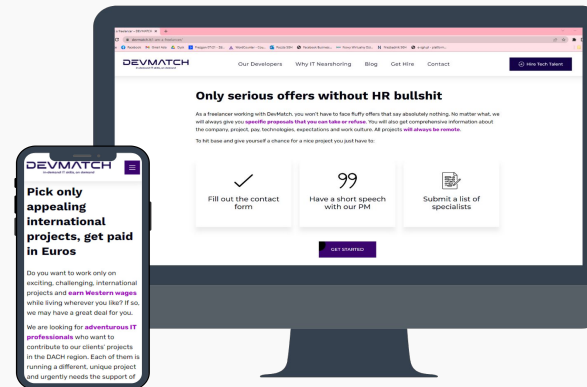 DEVMATCH
Our Developers Why IT Nearshoring Blog Get Hire Contact
Hire Tech Talent
Only serious offers without HR
bullshit
As a freelancer working with DevMatch, you won't have to face fluffy offers that say absolutely nothing. No matter what, we
will always give you specific proposals that you can take or refuse. You will also get comprehensive information about
the company, project, pay, technologies, expectations and work culture. All projects will always be remote.
To hit base and give yourself a chance for a nice project you just have to:
Fill out the contact
form
Have a short speech
with our PM
Submit a list of
specialists
GET STARTED
DEVMATCH
Pick only
appealing
international
projects, get paid
in Euros
Do you want to work only on
exciting, challenging, international
projects and earn Western wages
while living wherever you like? If so,
we may have a great deal for you.
We are looking for adventurous IT
professionals who want to
contribute to our clients' projects
in the DACH region. Each of them is
running a different, unique project
and urgently needs the support of